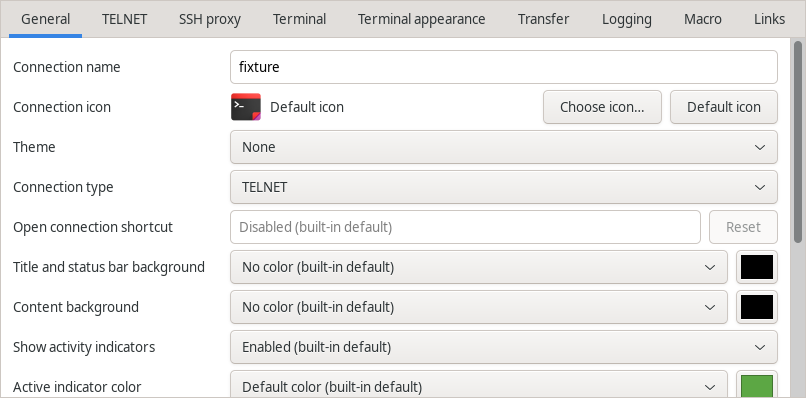 General TELNET SSH proxy Terminal Terminal appearance Transfer Logging Macro Links
Connection name fixture
Connection icon Default icon Choose icon... Default icon
Theme None
Connection type TELNET
Open connection shortcut Disabled (built-in default) Reset
Title and status bar background No color (built-in default)
Content background No color (built-in default)
Show activity indicators Enabled (built-in default)
Active indicator color Default color (built-in default)